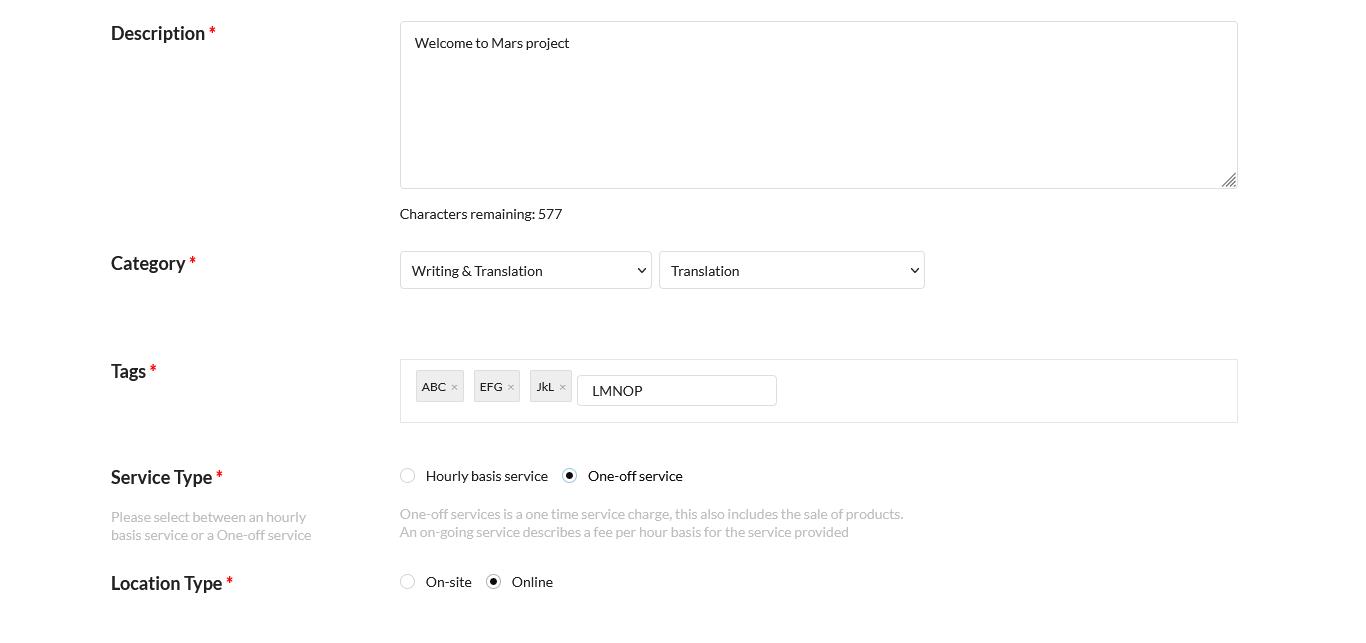 Description *
Welcome to Mars project
Characters remaining: 577
Category *
Writing & Translation
Translation
Tags *
ABC ×
EFG ×
JkL ×
LMNOP
Service Type *
Hourly basis service
One-off service
Please select between an hourly
basis service or a One-off service
One-off services is a one time service charge, this also includes the sale of products.
An on-going service describes a fee per hour basis for the service provided
Location Type *
On-site
Online